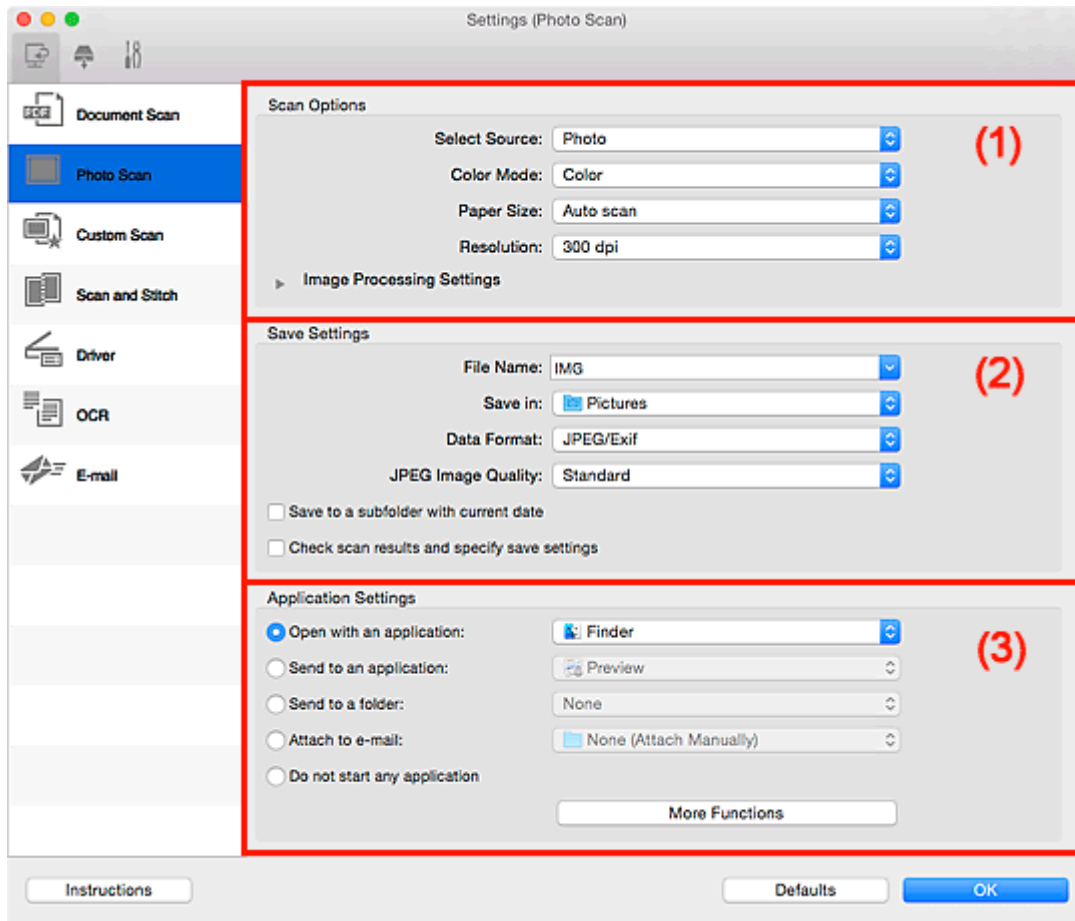 Settings (Photo Scan)
Document Scan
Photo Scan
Custom Scan
Scan and Stitch
Driver
OCR
E-mail
Scan Options
(1)
Select Source: Photo
Color Mode: Color
Paper Size: Auto scan
Resolution: 300 dpi
Image Processing Settings
Save Settings
(2)
File Name: IMG
Save in: Pictures
Data Format: JPEG/Exif
JPEG Image Quality: Standard
Save to a subfolder with current date
Check scan results and specify save settings
Application Settings
(3)
Open with an application: Finder
Send to an application: Preview
Send to a folder: None
Attach to e-mail: None (Attach Manually)
Do not start any application
More Functions
Instructions
Defaults
OK